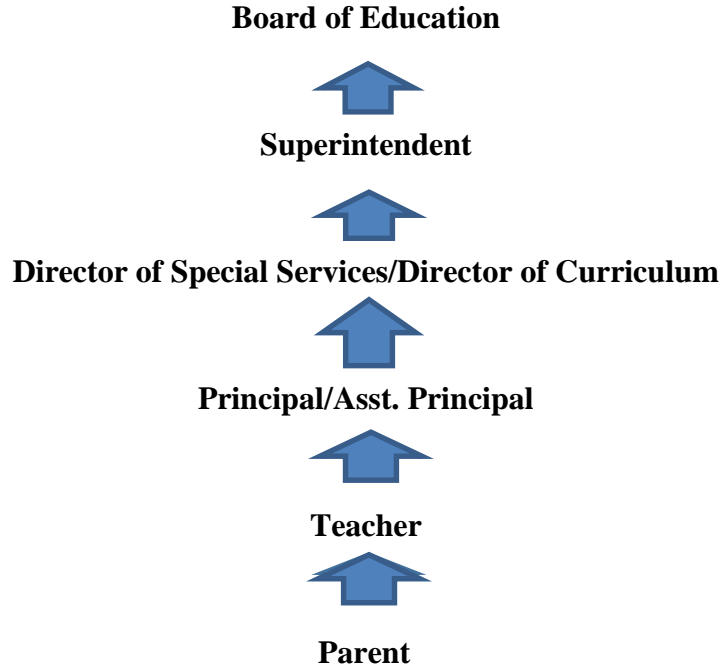 Board of Education
Superintendent
Director of Special Services/Director of Curriculum
Principal/Asst. Principal
Teacher
Parent